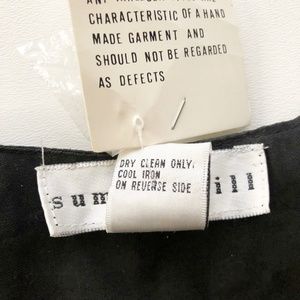 CHARACTERISTIC OF A HAND
MADE GARMENT AND
SHOULD NOT BE REGARDED
AS DEFECTS
DRY CLEAN ONLY.
COOL IRON
ON REVERSE SIDE
sum